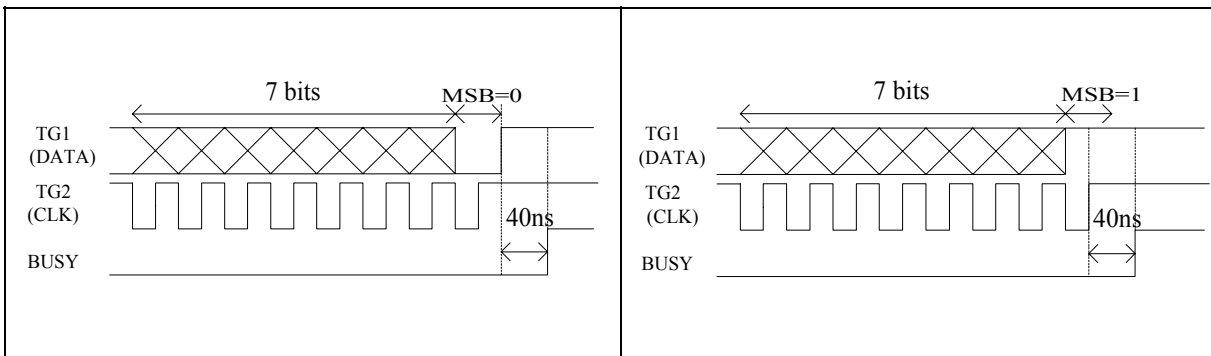 7 bits
MSB=0
TG1
(DATA)
TG2
(CLK)
40ns
BUSY
7 bits
MSB=1
TG1
(DATA)
TG2
(CLK)
40ns
BUSY